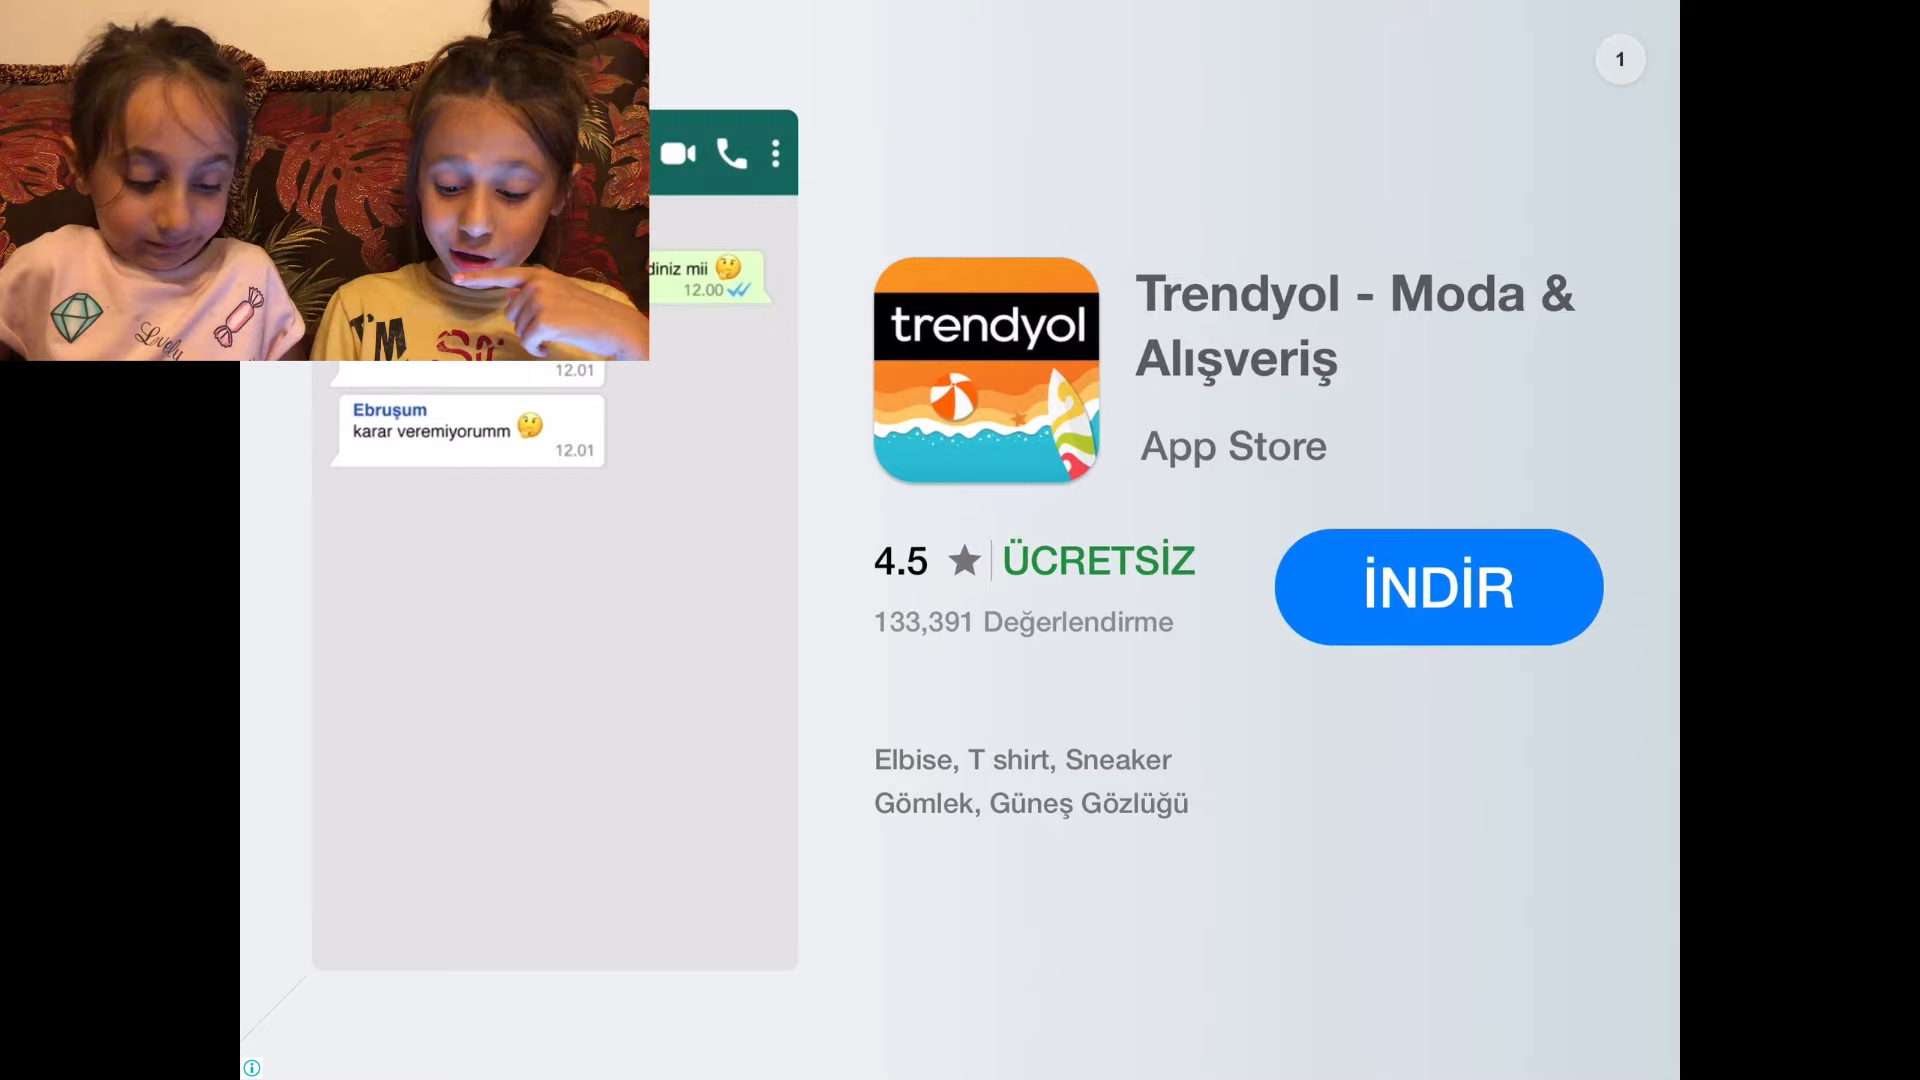 Lovely
I'M
1
diniz mii 🤔
12.00
12.01
Ebruşum
karar veremiyorumm 🤔
12.01
trendyol
Trendyol - Moda &
Alışveriş
App Store
4.5 ★ ÜCRETSİZ
133,391 Değerlendirme
İNDİR
Elbise, T shirt, Sneaker
Gömlek, Güneş Gözlüğü